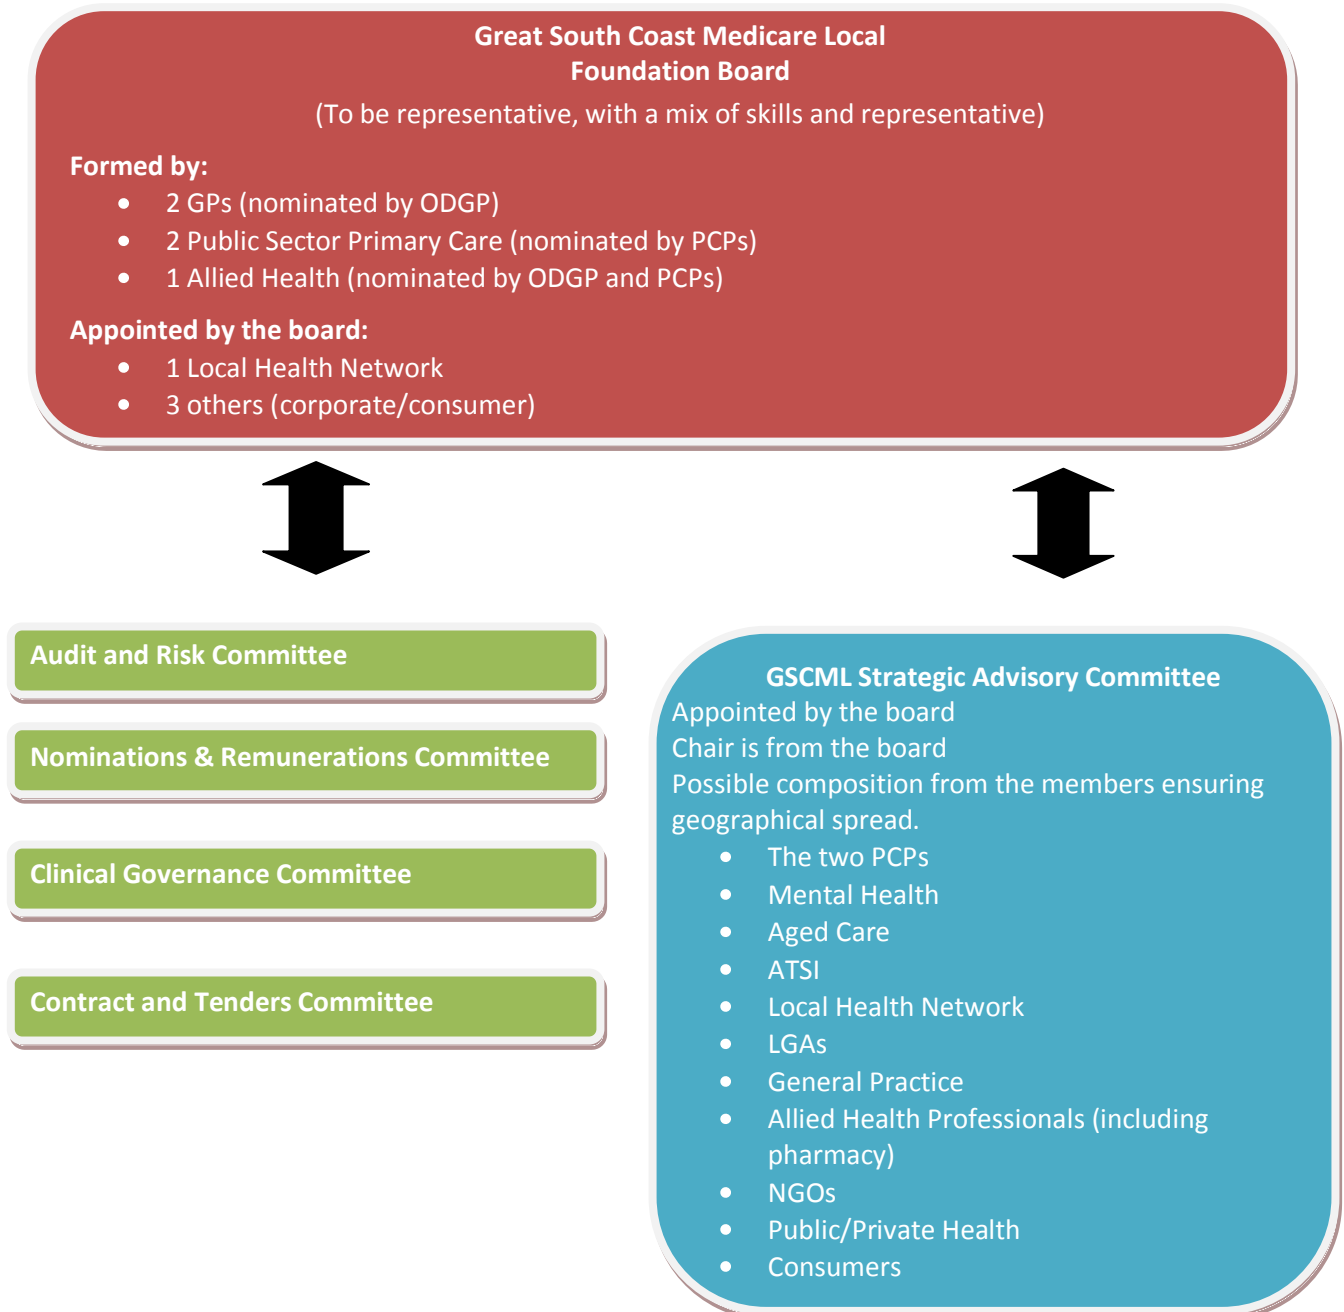 Great South Coast Medicare Local
Foundation Board
(To be representative, with a mix of skills and representative)
Formed by:
• 2 GPs (nominated by ODGP)
• 2 Public Sector Primary Care (nominated by PCPs)
• 1 Allied Health (nominated by ODGP and PCPs)
Appointed by the board:
• 1 Local Health Network
• 3 others (corporate/consumer)
Audit and Risk Committee
Nominations & Remunerations Committee
Clinical Governance Committee
Contract and Tenders Committee
GSCML Strategic Advisory Committee
Appointed by the board
Chair is from the board
Possible composition from the members ensuring
geographical spread.
• The two PCPs
• Mental Health
• Aged Care
• ATSI
• Local Health Network
• LGAs
• General Practice
• Allied Health Professionals (including
pharmacy)
• NGOs
• Public/Private Health
• Consumers